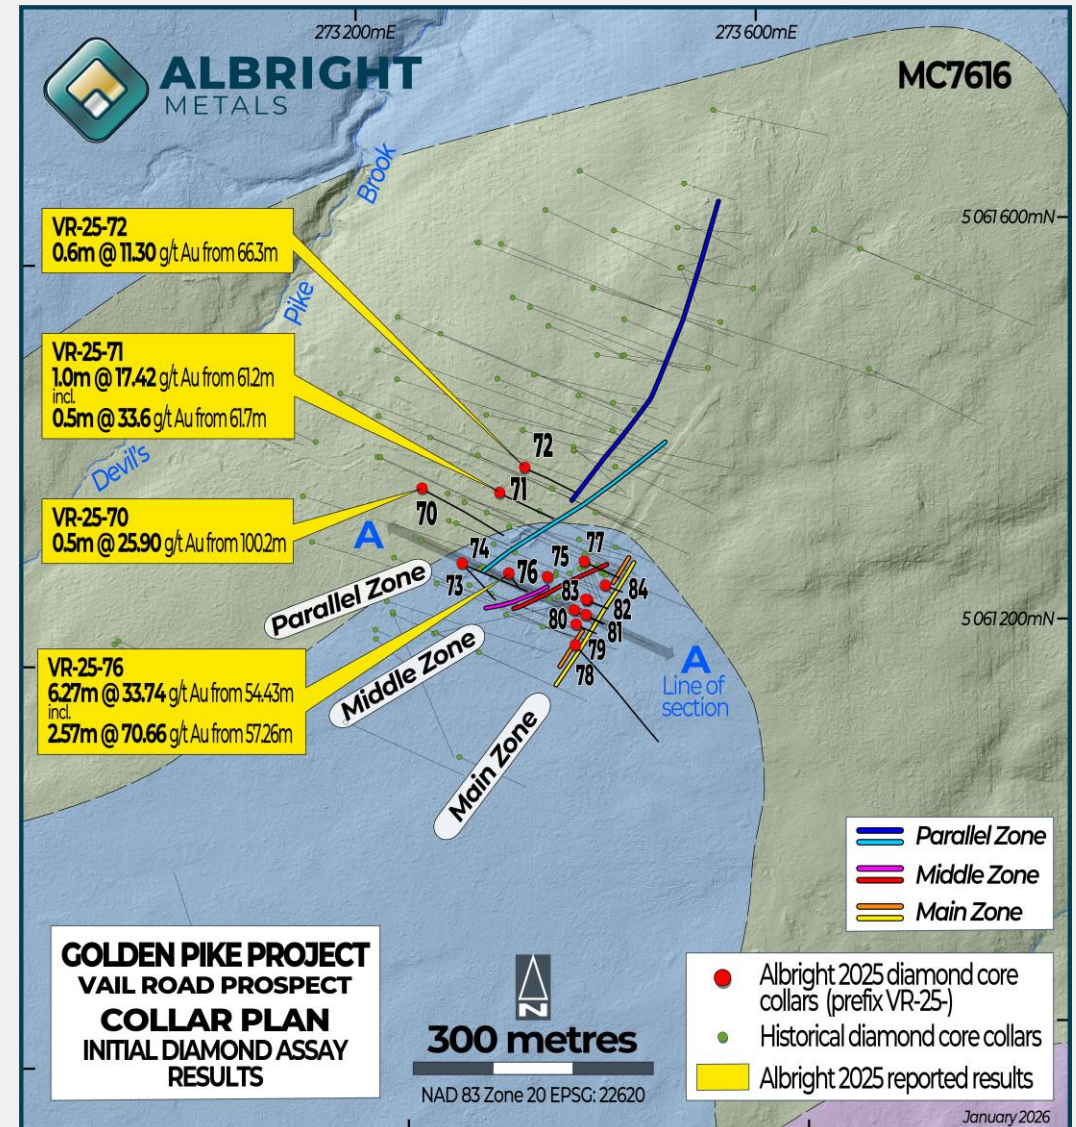 273 200mE
273 600mE
ALBRIGHT
METALS
MC7616
Brook
5 061 600mN
VR-25-72
0.6m @ 11.30 g/t Au from 66.3m
Pike
VR-25-71
1.0m @ 17.42 g/t Au from 61.2m
incl.
0.5m @ 33.6 g/t Au from 61.7m
72
Devil's
71
70
VR-25-70
0.5m @ 25.90 g/t Au from 100.2m
A
74
75
77
76
73
83
84
Parallel Zone
82
80
81
5 061 200mN
79
78
A
Line of
section
Middle Zone
VR-25-76
6.27m @ 33.74 g/t Au from 54.43m
incl.
2.57m @ 70.66 g/t Au from 57.26m
Main Zone
Parallel Zone
Middle Zone
Main Zone
GOLDEN PIKE PROJECT
VAIL ROAD PROSPECT
COLLAR PLAN
INITIAL DIAMOND ASSAY
RESULTS
N
300 metres
NAD 83 Zone 20 EPSG: 22620
Albright 2025 diamond core
collars (prefix VR-25-)
Historical diamond core collars
Albright 2025 reported results
January 2026